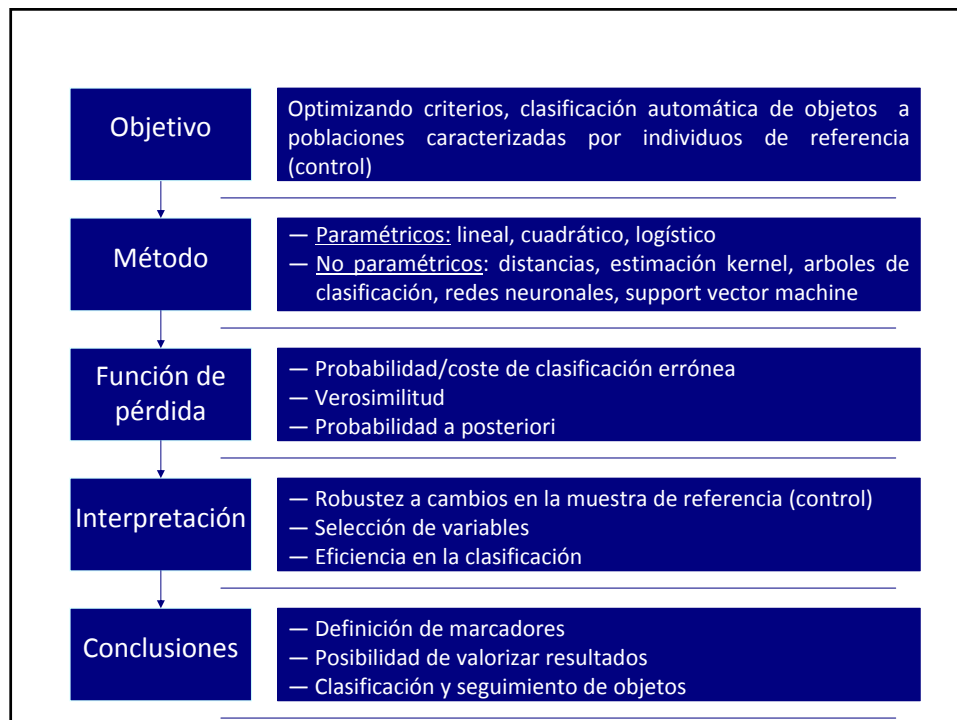 Objetivo
Optimizando criterios, clasificación automática de objetos a
poblaciones caracterizadas por individuos de referencia
(control)
Método
— Paramétricos: lineal, cuadrático, logístico
— No paramétricos: distancias, estimación kernel, arboles de
clasificación, redes neuronales, support vector machine
Función de
pérdida
— Probabilidad/coste de clasificación errónea
— Verosimilitud
— Probabilidad a posteriori
Interpretación
— Robustez a cambios en la muestra de referencia (control)
— Selección de variables
— Eficiencia en la clasificación
Conclusiones
— Definición de marcadores
— Posibilidad de valorizar resultados
— Clasificación y seguimiento de objetos